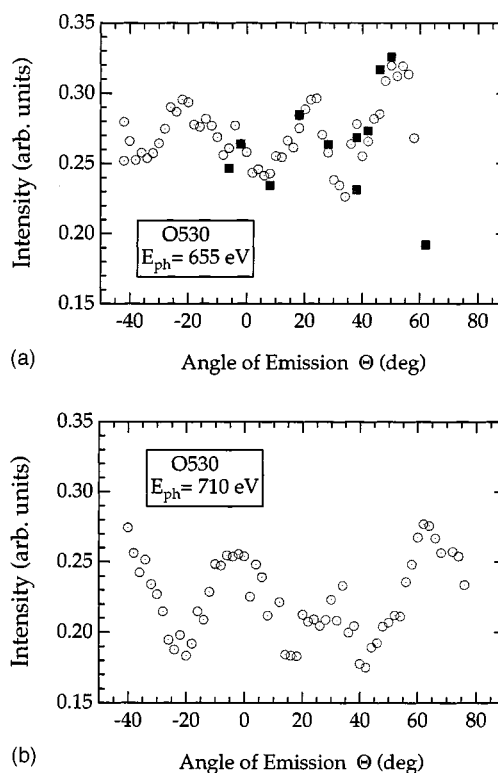 0.35
0.30
0.25
0.20
0.15
Intensity (arb. units)
O530
E_ph = 655 eV
-40 -20 0 20 40 60 80
(a)
Angle of Emission Θ (deg)
0.35
0.30
0.25
0.20
0.15
Intensity (arb. units)
O530
E_ph = 710 eV
-40 -20 0 20 40 60 80
(b)
Angle of Emission Θ (deg)